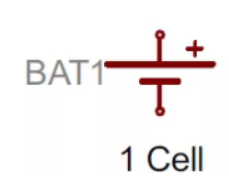 BAT1 +
1 Cell